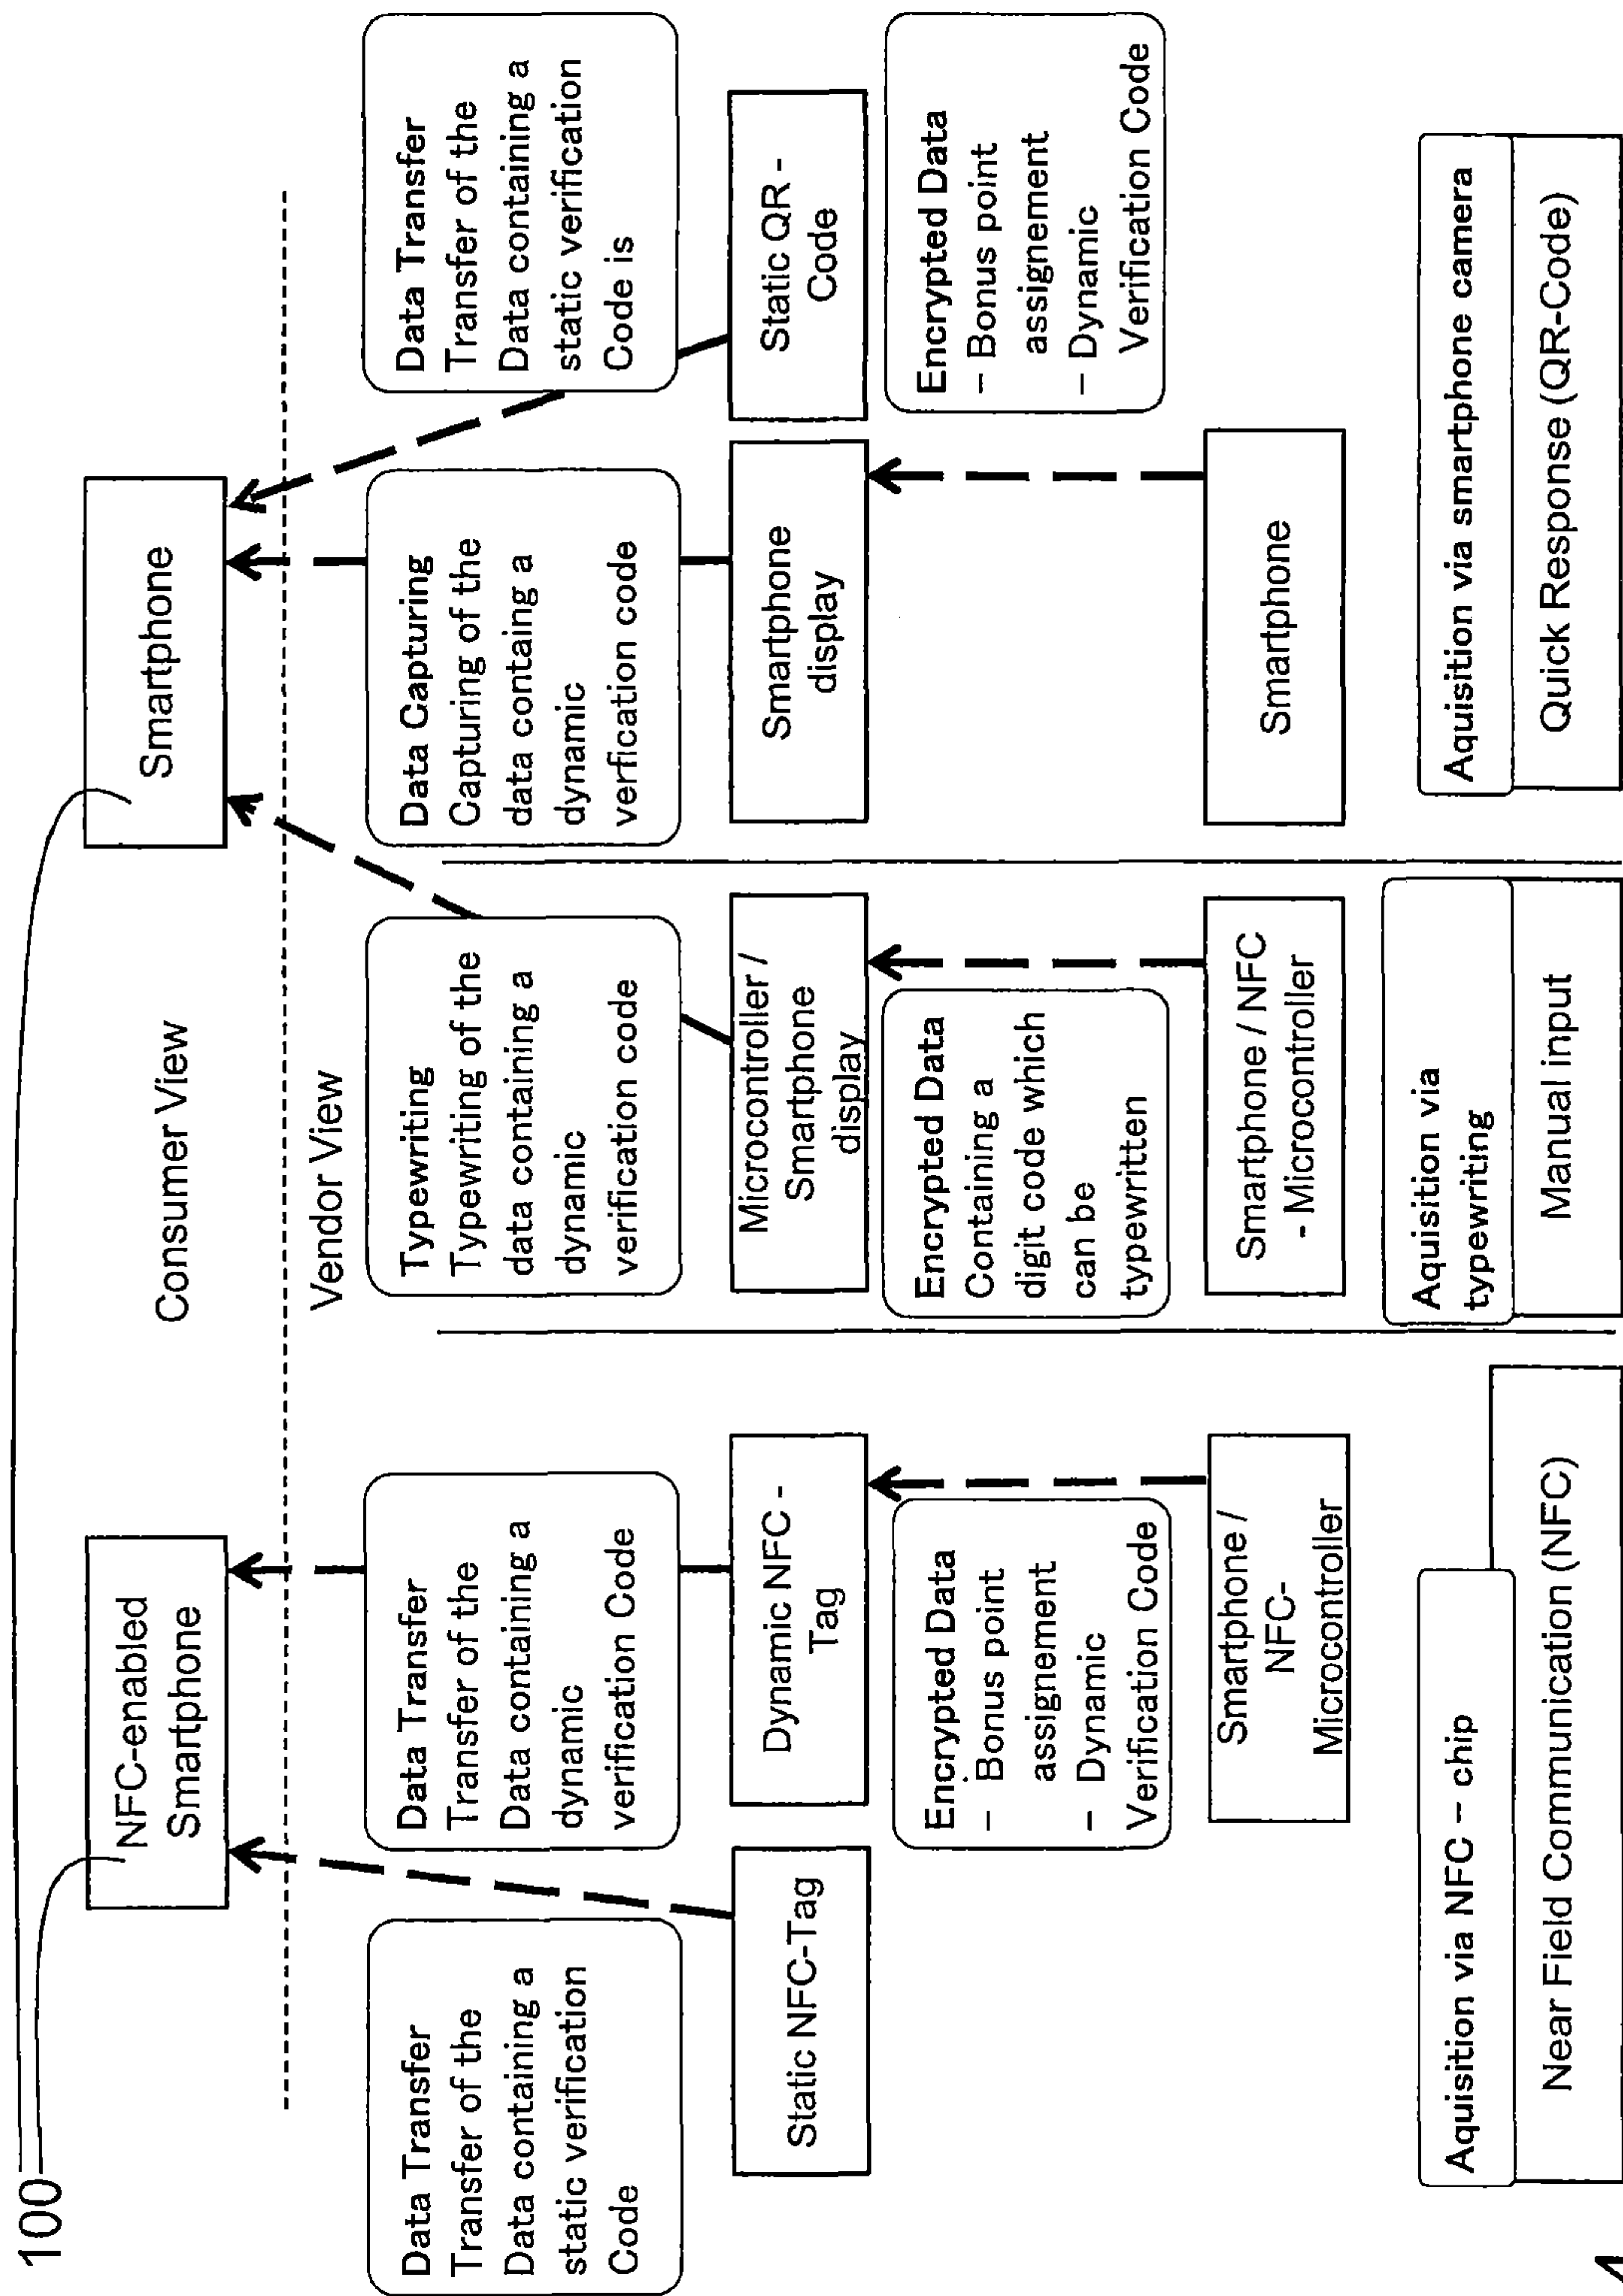 100
NFC-enabled
Smartphone
Smartphone
Consumer View
Vendor View
Data Transfer
Transfer of the
Data containing a
static verification
Code
Data Transfer
Transfer of the
Data containing a
dynamic
verification Code
Typewriting
Typewriting of the
data containing a
dynamic
verification code
Data Capturing
Capturing of the
data containing a
dynamic
verfication code
Data Transfer
Transfer of the
Data containing a
static verification
Code is
Static NFC-Tag
Dynamic NFC -
Tag
Microcontroller /
Smartphone
display
Smartphone
display
Static QR -
Code
Encrypted Data
– Bonus point
assignement
– Dynamic
Verification Code
Encrypted Data
Containing a
digit code which
can be
typewritten
Encrypted Data
– Bonus point
assignement
– Dynamic
Verification Code
Smartphone /
NFC-
Microcontroller
Smartphone / NFC
- Microcontroller
Smartphone
Aquisition via NFC – chip
Near Field Communication (NFC)
Aquisition via
typewriting
Manual input
Aquisition via smartphone camera
Quick Response (QR-Code)